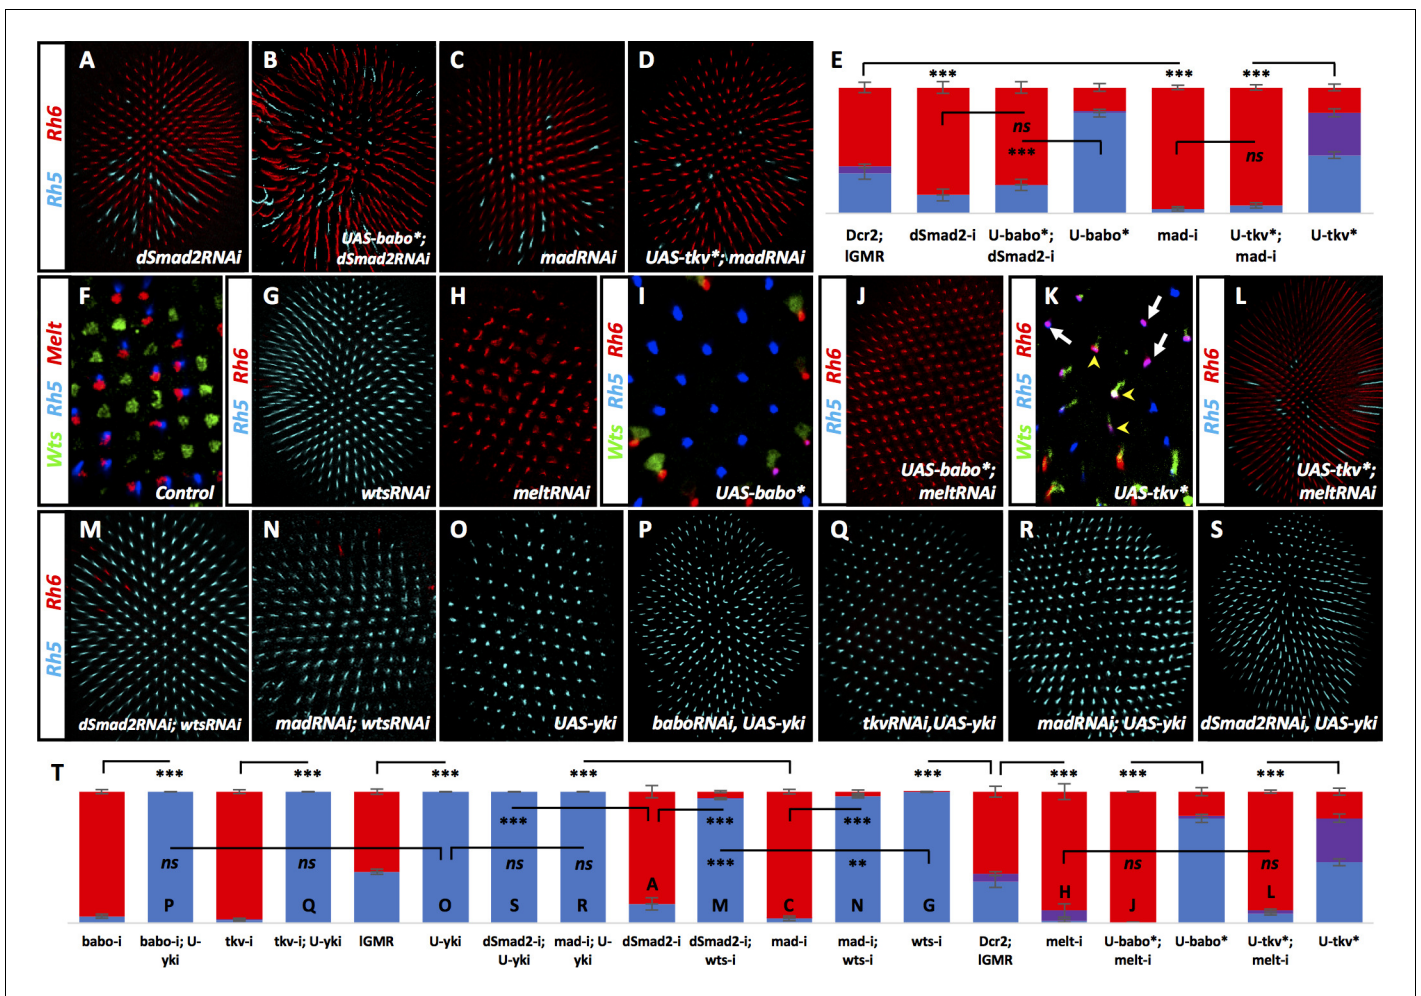 A
B
C
D
E
Rh5 Rh6
dSmad2RNAi
UAS-babo*;
dSmad2RNAi
madRNAi
UAS-tkv*; madRNAi
*** *** ***
ns
***
ns
Dcr2;
lGMR
dSmad2-i
U-babo*;
dSmad2-i
U-babo*
mad-i
U-tkv*;
mad-i
U-tkv*
F
G
H
I
J
K
L
Wts Rh5 Melt
Control
Rh5 Rh6
wtsRNAi
meltRNAi
Wts Rh5 Rh6
UAS-babo*
Rh5 Rh6
UAS-babo*;
meltRNAi
Wts Rh5 Rh6
UAS-tkv*
Rh5 Rh6
UAS-tkv*;
meltRNAi
M
N
O
P
Q
R
S
Rh5 Rh6
dSmad2RNAi; wtsRNAi
madRNAi; wtsRNAi
UAS-yki
baboRNAi, UAS-yki
tkvRNAi,UAS-yki
madRNAi; UAS-yki
dSmad2RNAi, UAS-yki
T
*** *** *** *** *** *** *** ***
*** *** ***
ns ns ns ns *** ** ns ns
P Q O S R A M C N G H J L
babo-i
babo-i; U-
yki
tkv-i
tkv-i; U-yki
lGMR
U-yki
dSmad2-i;
U-yki
mad-i; U-
yki
dSmad2-i
dSmad2-i;
wts-i
mad-i
mad-i;
wts-i
wts-i
Dcr2;
lGMR
melt-i
U-babo*;
melt-i
U-babo*
U-tkv*;
melt-i
U-tkv*